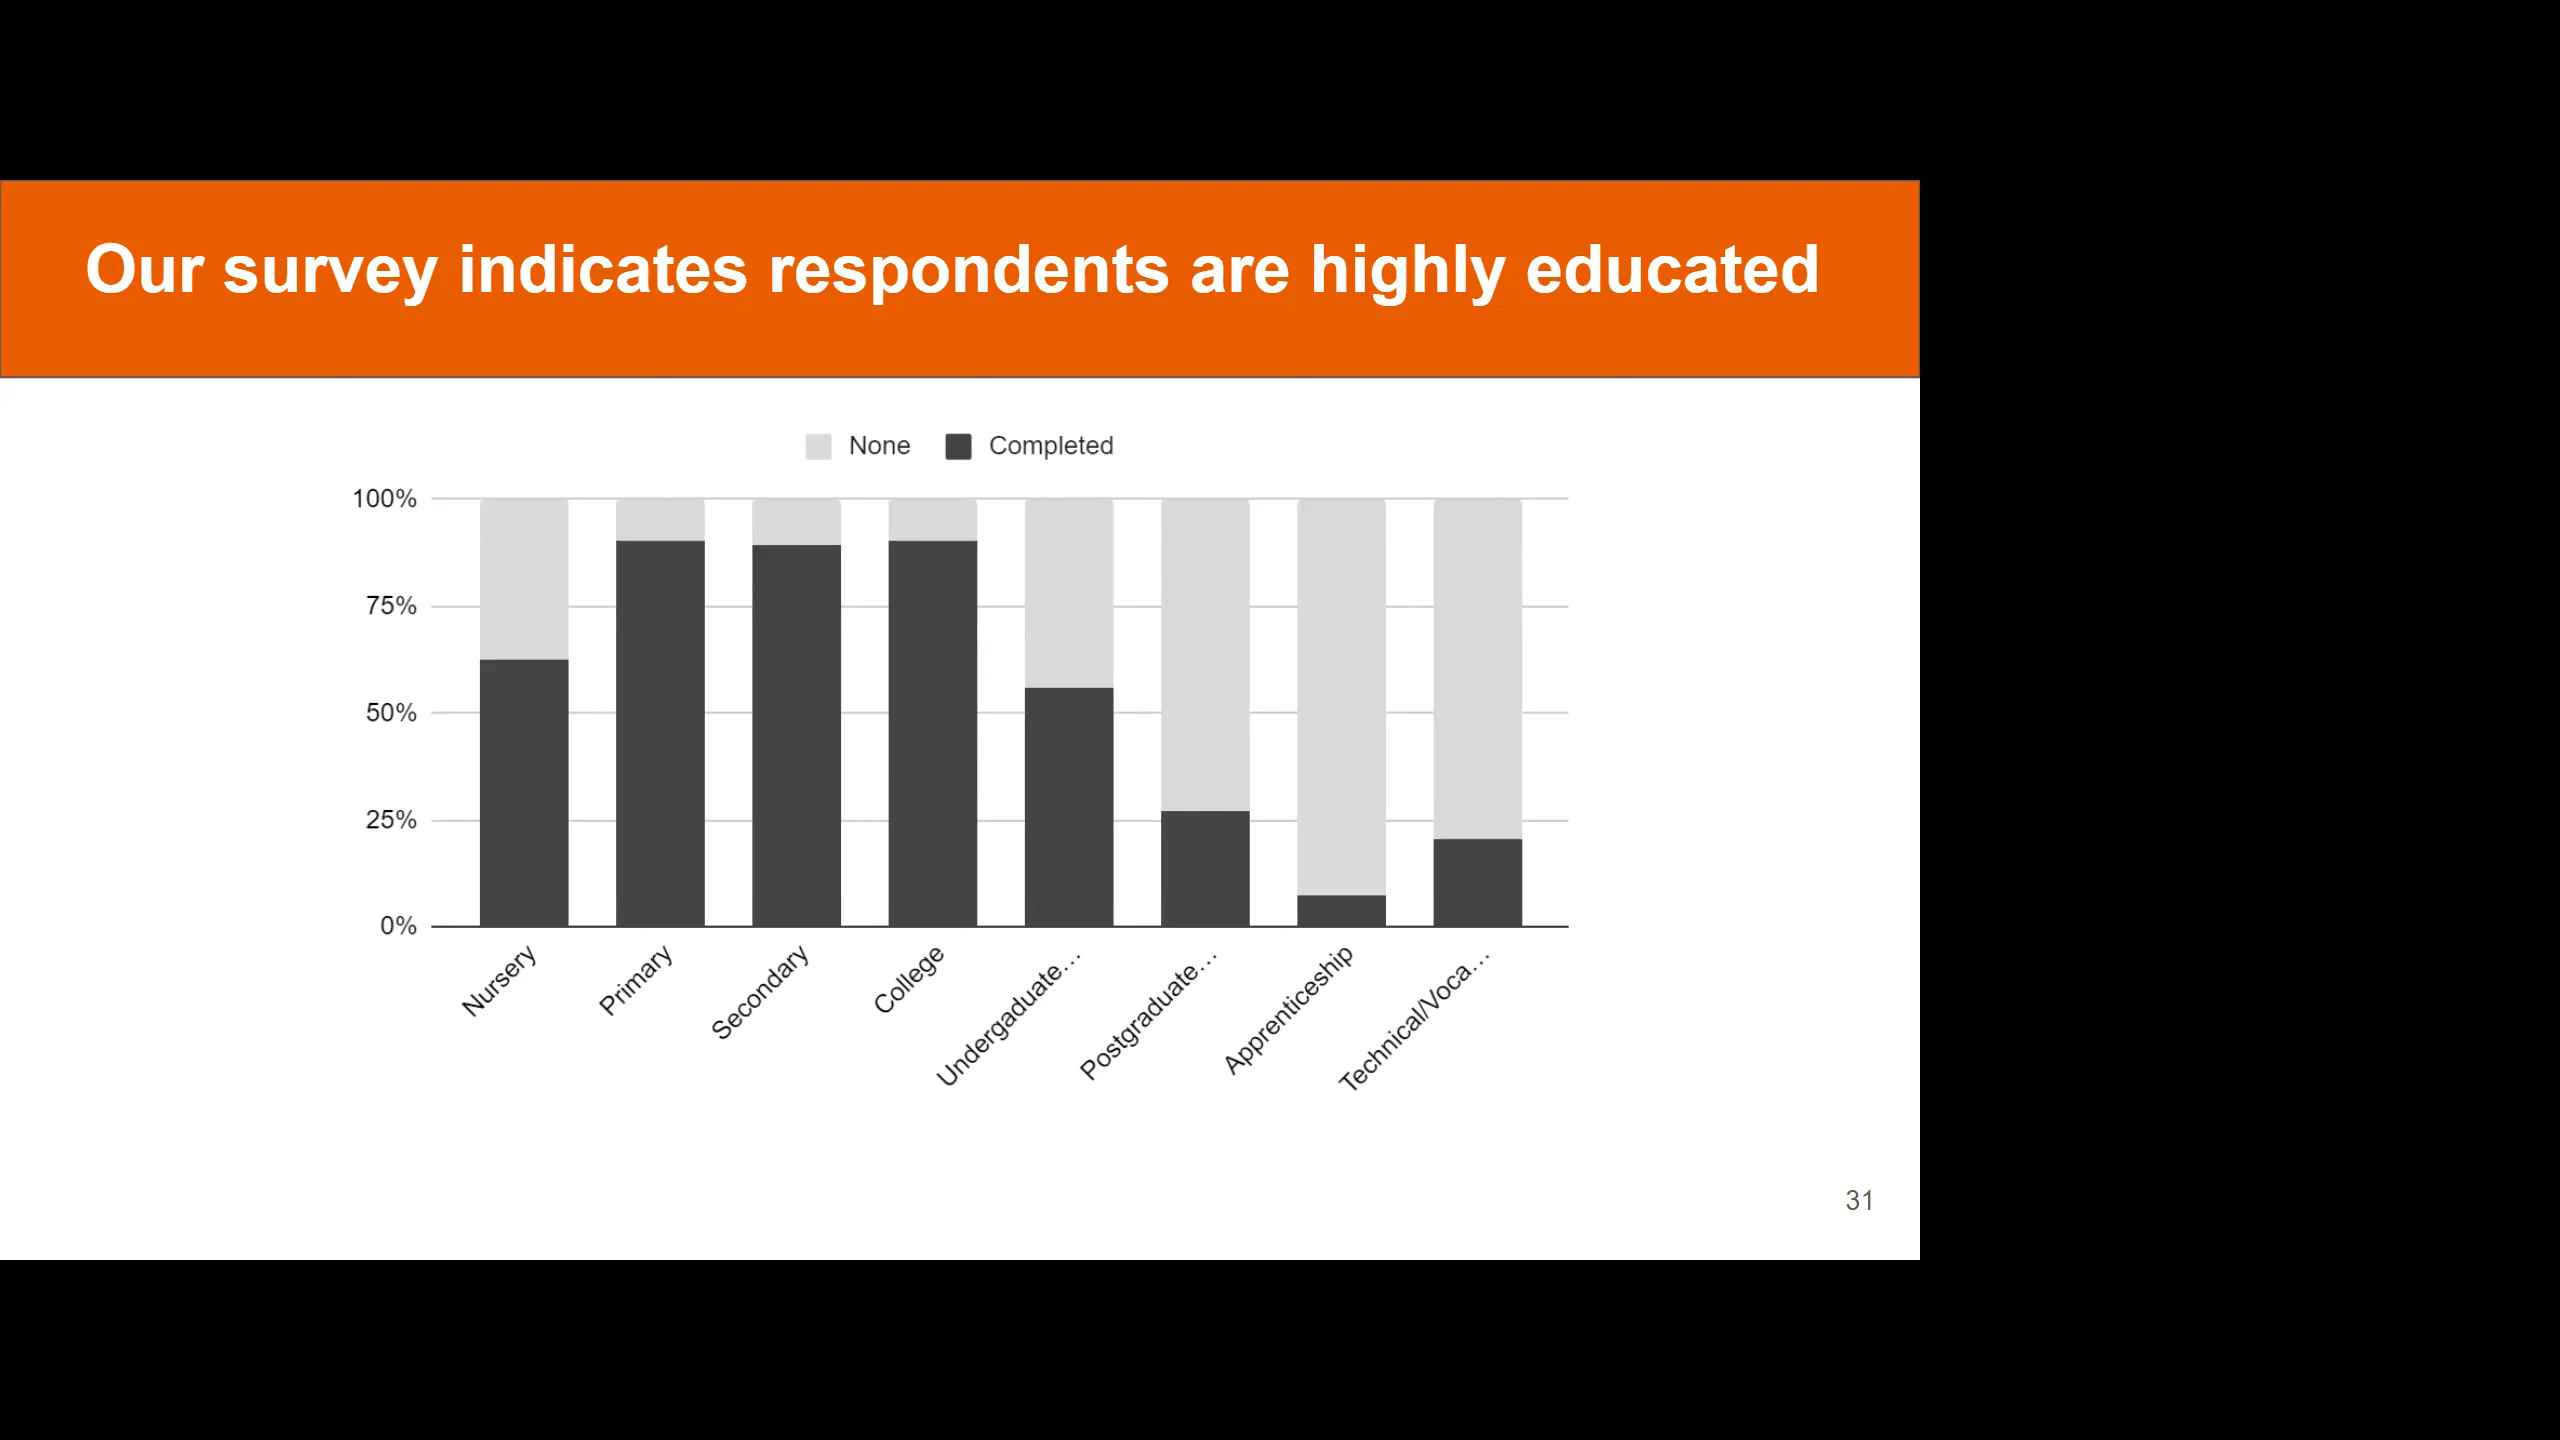 Our survey indicates respondents are highly educated
None Completed
100%
75%
50%
25%
0%
Nursery
Primary
Secondary
College
Undergaduate…
Postgraduate…
Apprenticeship
Technical/Voca…
31